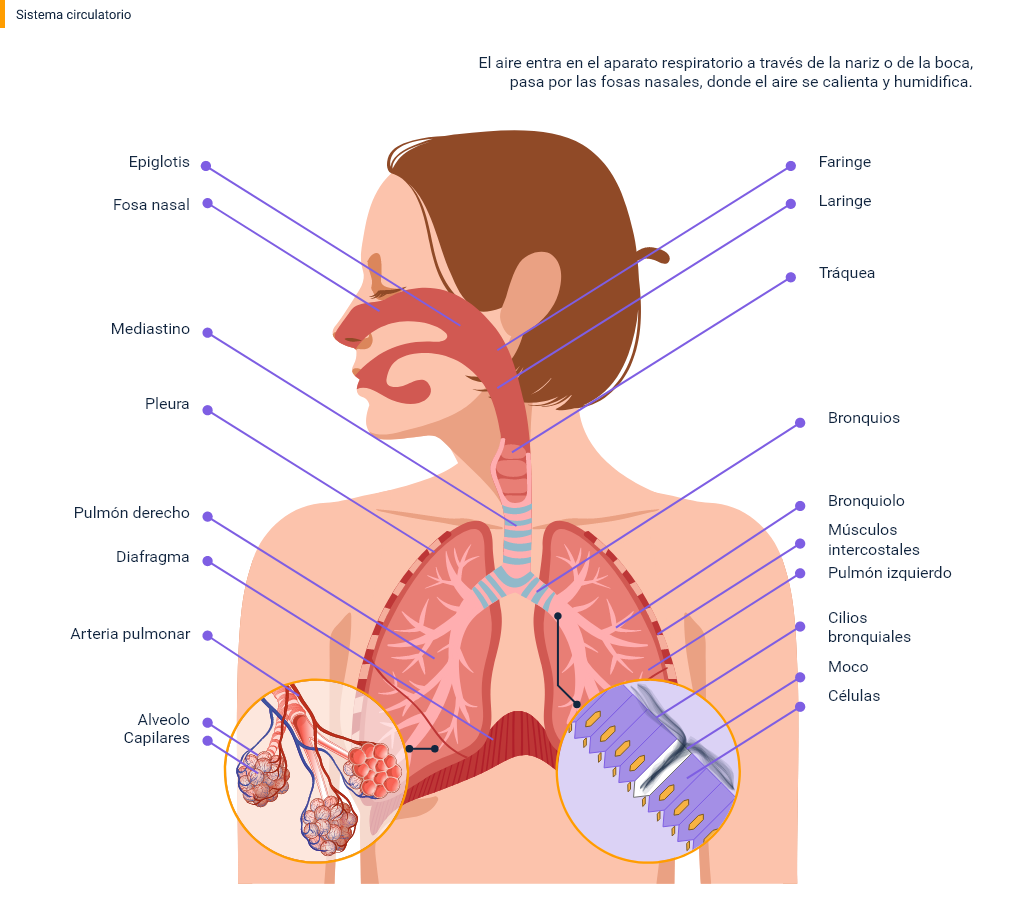 Sistema circulatorio
El aire entra en el aparato respiratorio a través de la nariz o de la boca,
pasa por las fosas nasales, donde el aire se calienta y humidifica.
Epiglotis
Fosa nasal
Mediastino
Pleura
Pulmón derecho
Diafragma
Arteria pulmonar
Alveolo
Capilares
Faringe
Laringe
Tráquea
Bronquios
Bronquiolo
Músculos
intercostales
Pulmón izquierdo
Cilios
bronquiales
Moco
Células